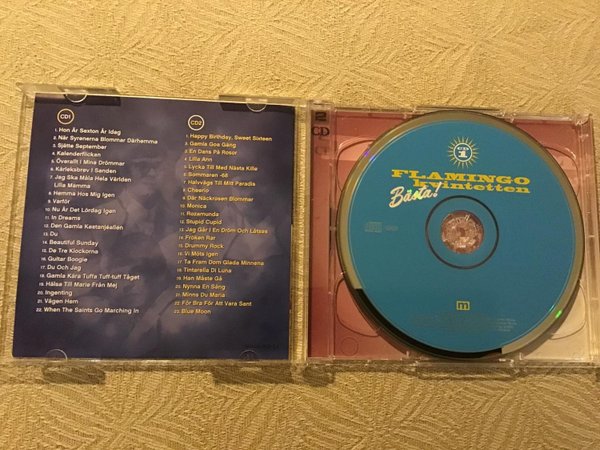 CD1
1. Hon Är Sexton År Idag
2. När Syrenerna Blommar Därhemma
3. Sjätte September
4. Kalenderflicken
5. Överallt I Mina Drömmar
6. Kärleksbrev I Sanden
7. Jag Ska Måla Hela Världen
Lilla Mamma
8. Hemma Hos Mig Igen
9. Varför
10. Nu Är Det Lördag Igen
11. In Dreams
12. Den Gamla Kastanjeallén
13. Du
14. Beautiful Sunday
15. De Tre Klockorna
16. Guitar Boogie
17. Du Och Jag
18. Gamla Kära Tuffa Tuff-tuff Tåget
19. Hälsa Till Marie Från Mej
20. Ingenting
21. Vägen Hem
22. When The Saints Go Marching In
CD2
1. Happy Birthday, Sweet Sixteen
2. Gamla Goa Gäng
3. En Dans På Rosor
4. Lilla Ann
5. Lycka Till Med Nästa Kille
6. Sommaren -68
7. Halvvägs Till Mitt Paradis
8. Cheerio
9. Där Näckrosen Blommar
10. Monica
11. Rozamunda
12. Stupid Cupid
13. Jag Går I En Dröm Och Låtsas
14. Fröken Rar
15. Drummy Rock
16. Vi Möts Igen
17. Ta Fram Dom Glada Minnena
18. Tintarella Di Luna
19. Han Måste Gå
20. Nynna En Sång
21. Minns Du Maria
22. För Bra För Att Vara Sant
23. Blue Moon
2
CD
CD
1
FLAMINGO
kvintetten
Bästa!